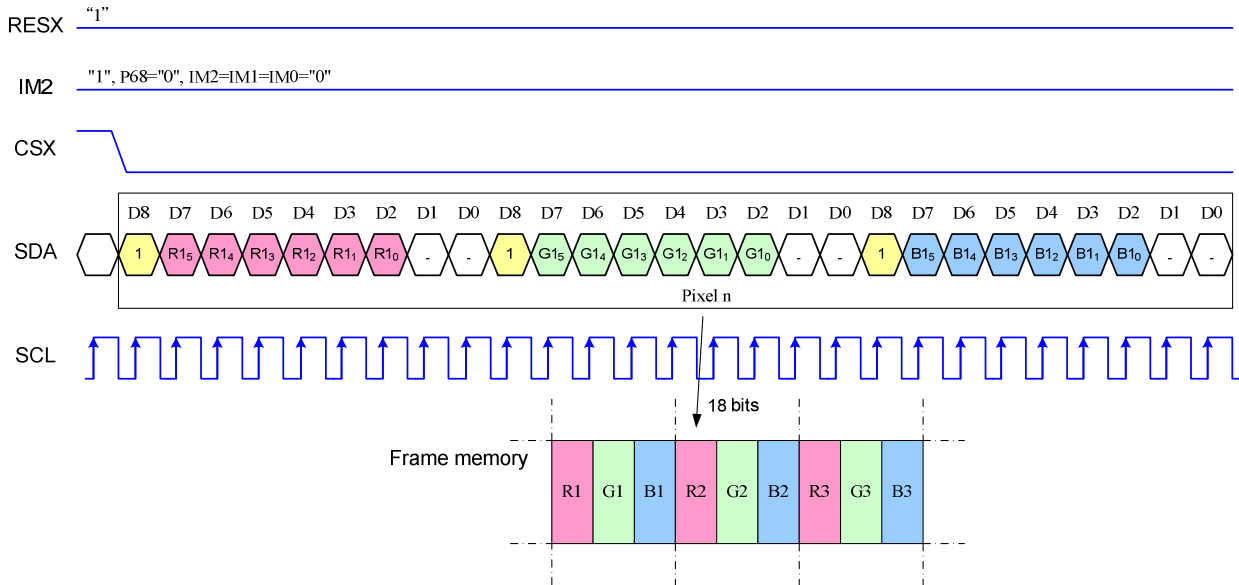 RESX "1"
IM2 "1", P68="0", IM2=IM1=IM0="0"
CSX
D8 D7 D6 D5 D4 D3 D2 D1 D0 D8 D7 D6 D5 D4 D3 D2 D1 D0 D8 D7 D6 D5 D4 D3 D2 D1 D0
SDA 1 R1₅ R1₄ R1₃ R1₂ R1₁ R1₀ - - 1 G1₅ G1₄ G1₃ G1₂ G1₁ G1₀ - - 1 B1₅ B1₄ B1₃ B1₂ B1₁ B1₀ - -
Pixel n
SCL
18 bits
Frame memory
R1 G1 B1 R2 G2 B2 R3 G3 B3